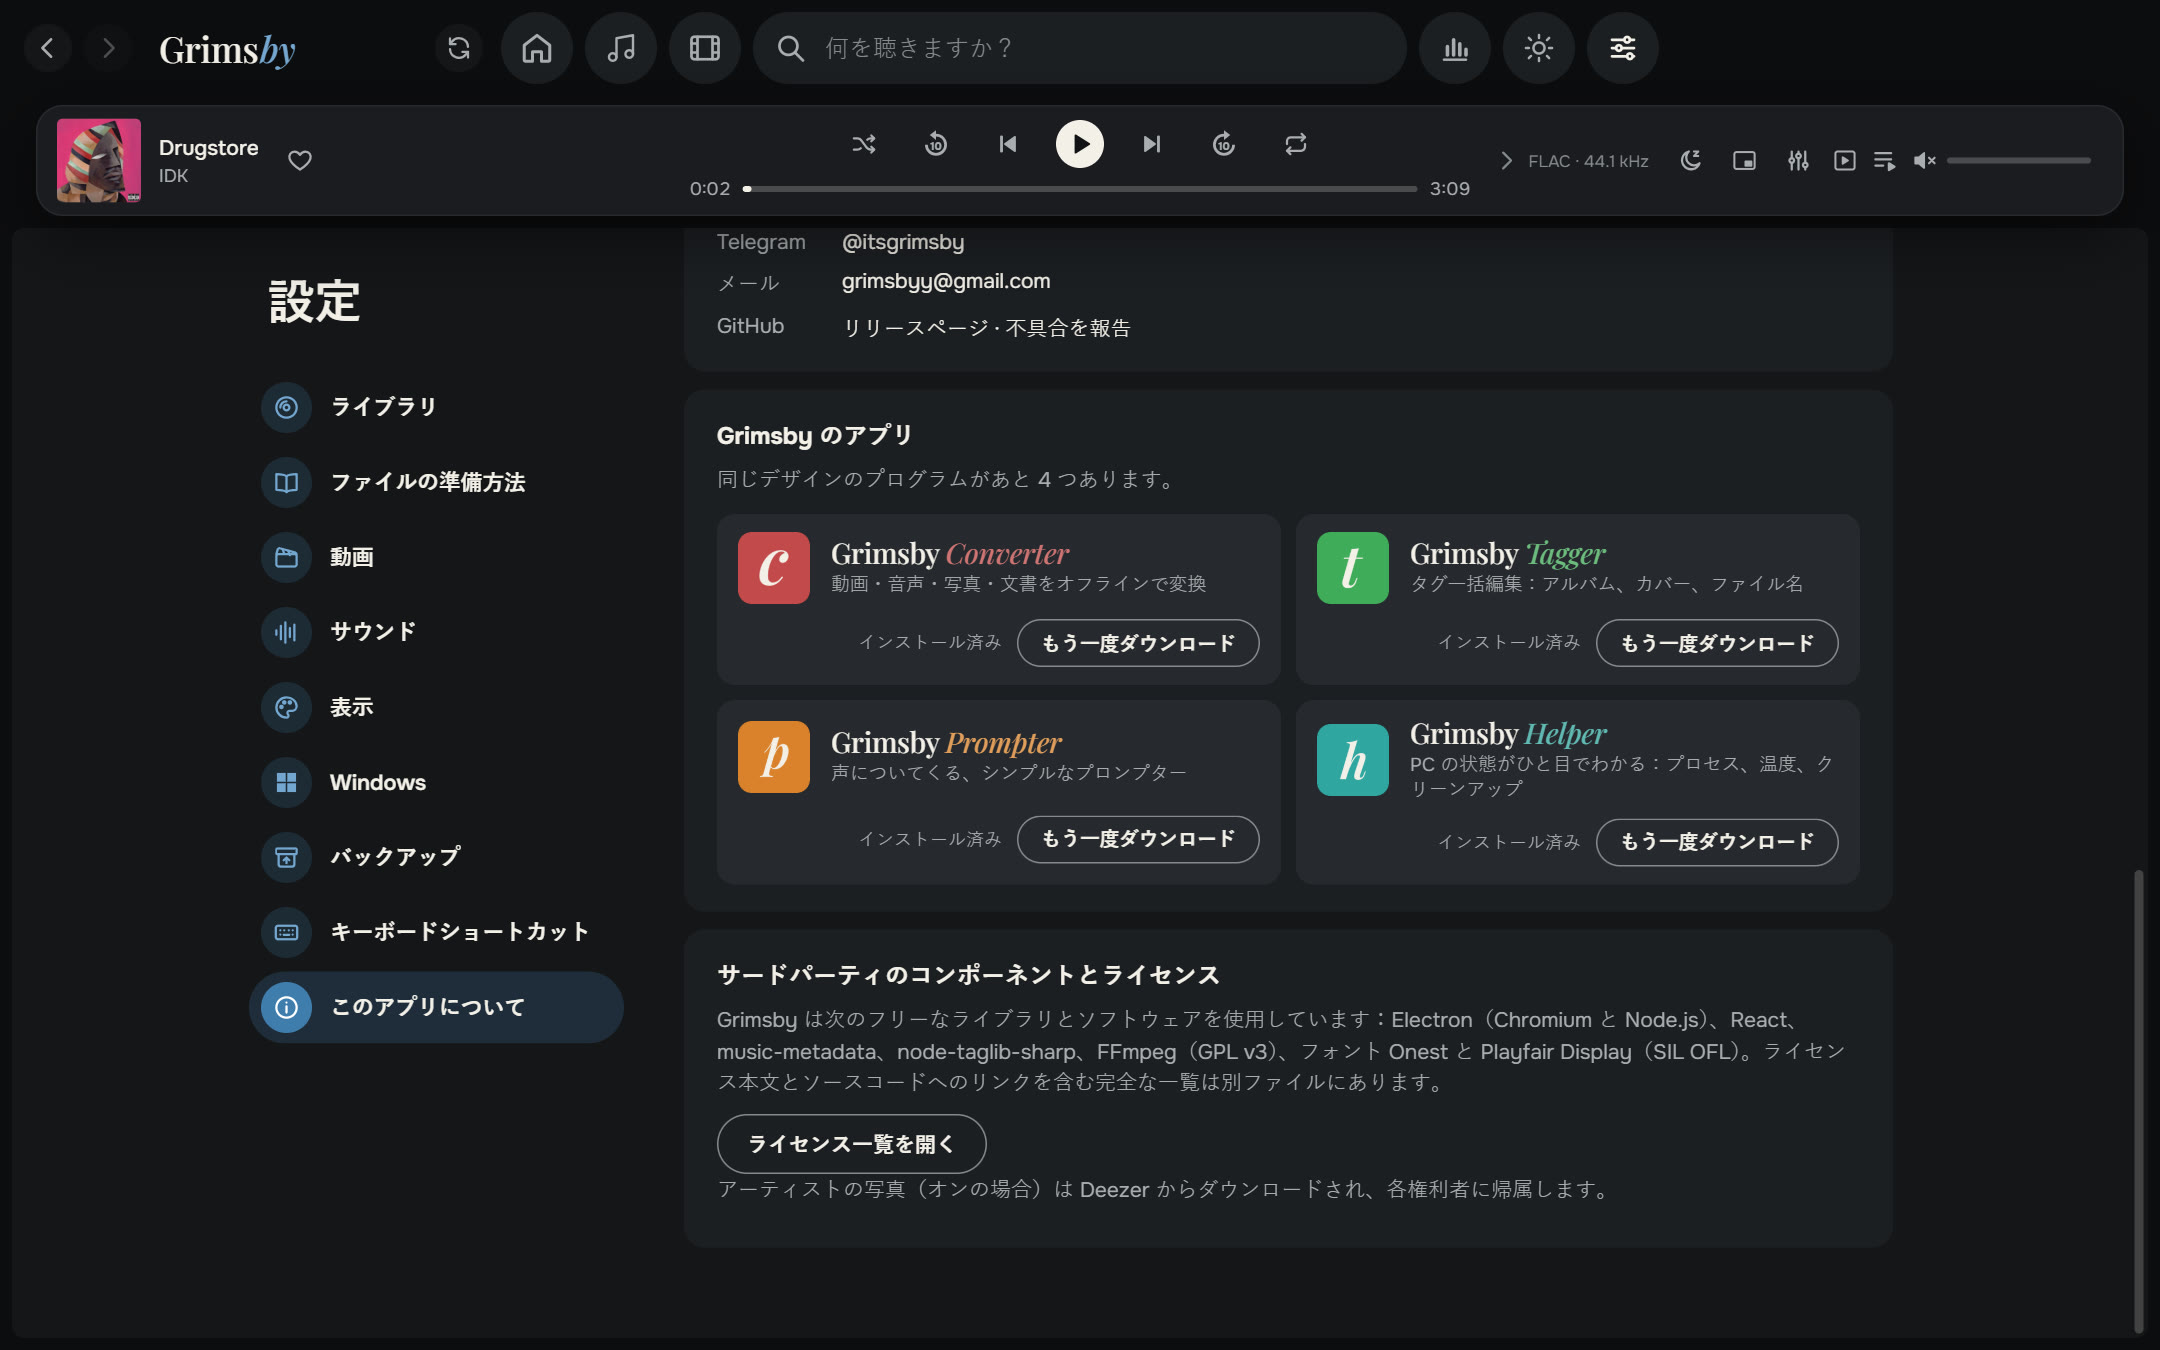 Grimsby
何を聴きますか？
Drugstore
IDK
10
10
0:02
3:09
FLAC · 44.1 kHz
設定
ライブラリ
ファイルの準備方法
動画
サウンド
表示
Windows
バックアップ
キーボードショートカット
このアプリについて
Telegram @itsgrimsby
メール grimsbyy@gmail.com
GitHub リリースページ · 不具合を報告
Grimsby のアプリ
同じデザインのプログラムがあと 4 つあります。
c
Grimsby Converter
動画・音声・写真・文書をオフラインで変換
インストール済み もう一度ダウンロード
t
Grimsby Tagger
タグ一括編集：アルバム、カバー、ファイル名
インストール済み もう一度ダウンロード
p
Grimsby Prompter
声についてくる、シンプルなプロンプター
インストール済み もう一度ダウンロード
h
Grimsby Helper
PC の状態がひと目でわかる：プロセス、温度、ク
リーンアップ
インストール済み もう一度ダウンロード
サードパーティのコンポーネントとライセンス
Grimsby は次のフリーなライブラリとソフトウェアを使用しています：Electron（Chromium と Node.js）、React、
music-metadata、node-taglib-sharp、FFmpeg（GPL v3）、フォント Onest と Playfair Display（SIL OFL）。ライセン
ス本文とソースコードへのリンクを含む完全な一覧は別ファイルにあります。
ライセンス一覧を開く
アーティストの写真（オンの場合）は Deezer からダウンロードされ、各権利者に帰属します。